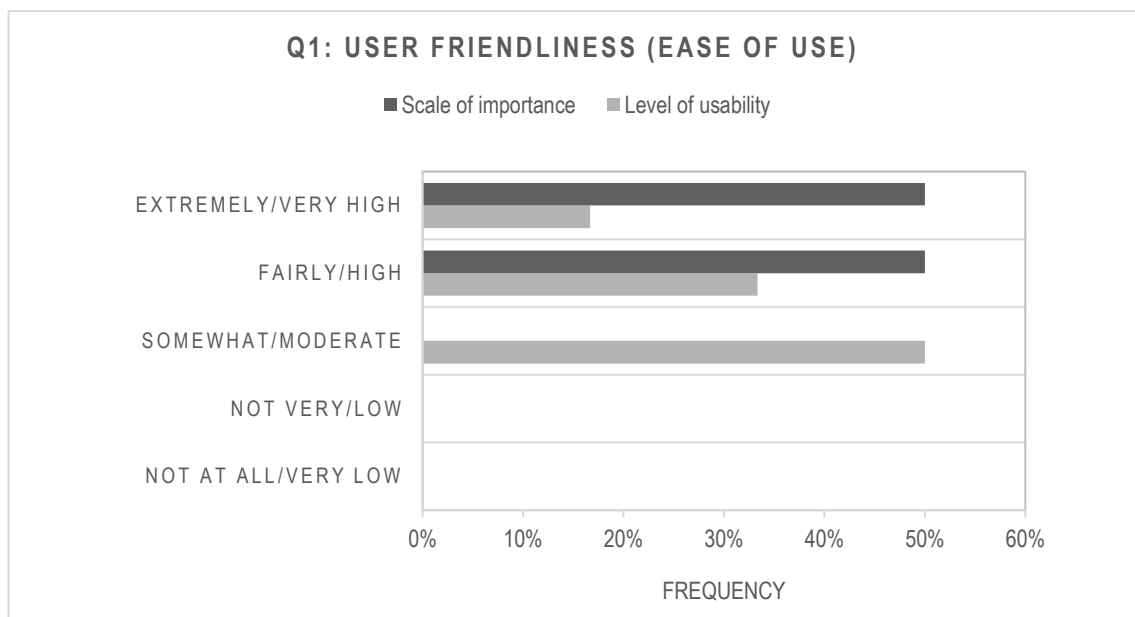 Q1: USER FRIENDLINESS (EASE OF USE)
Scale of importance Level of usability
EXTREMELY/VERY HIGH
FAIRLY/HIGH
SOMEWHAT/MODERATE
NOT VERY/LOW
NOT AT ALL/VERY LOW
0% 10% 20% 30% 40% 50% 60%
FREQUENCY